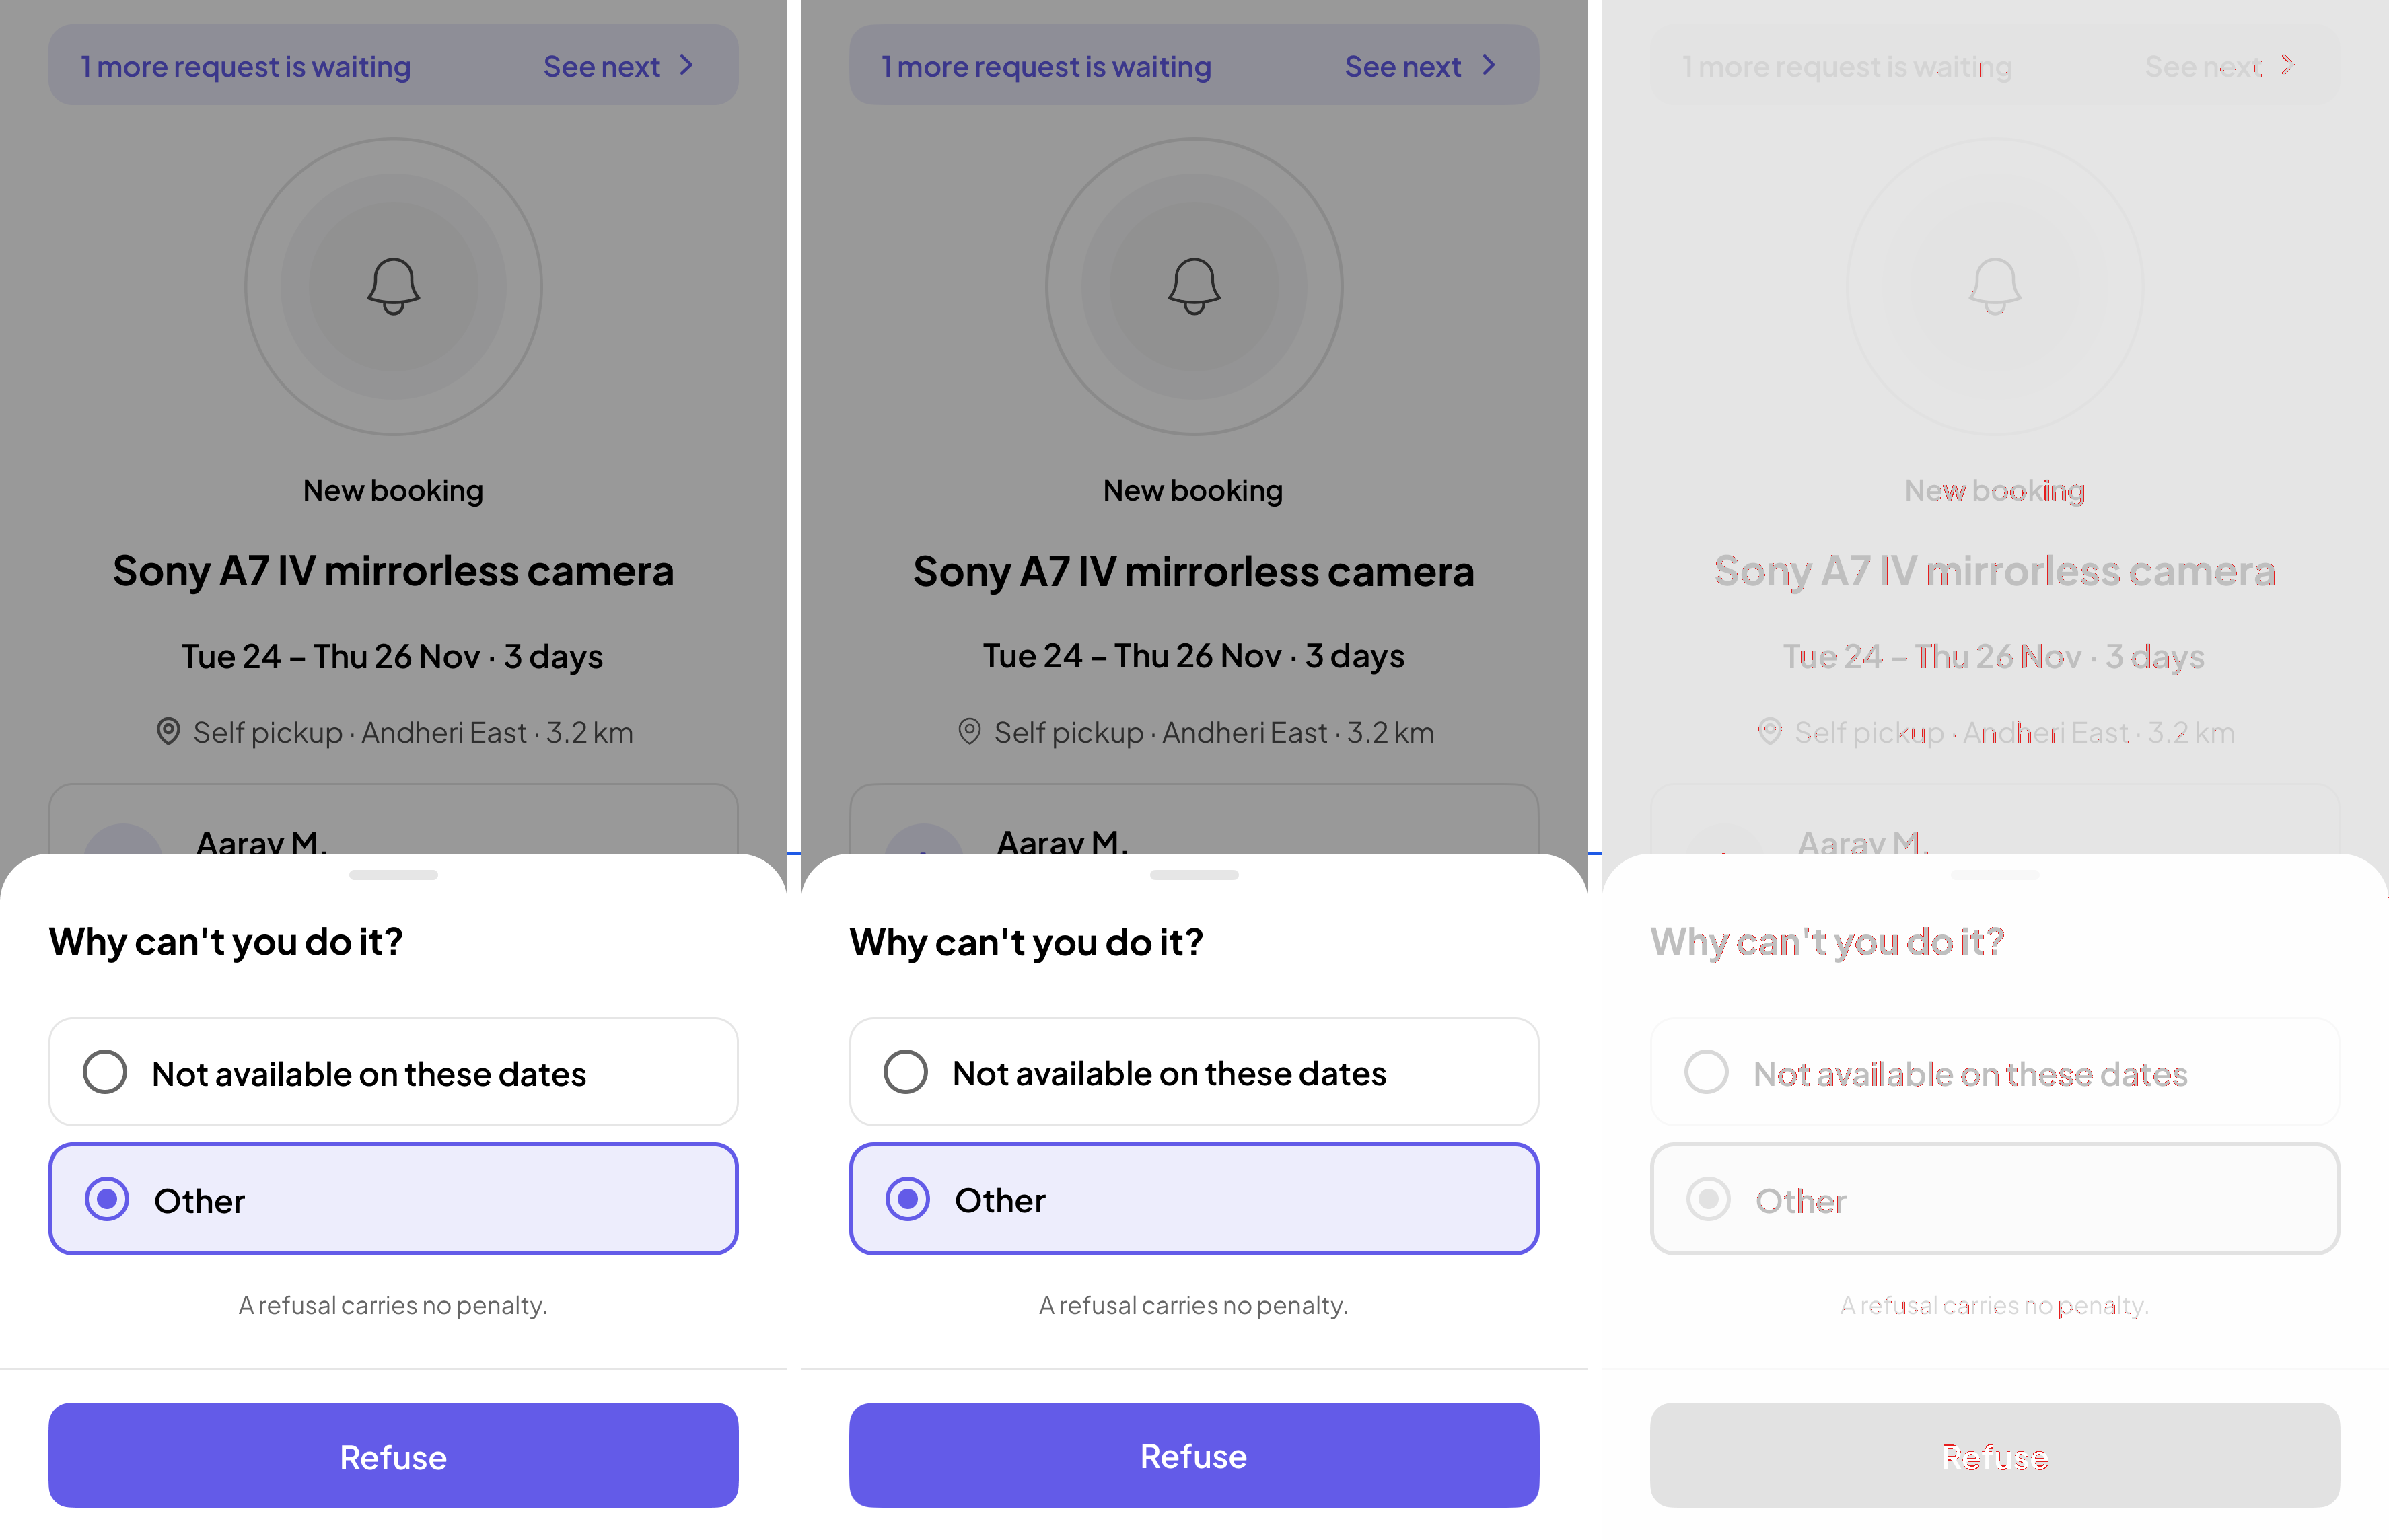 1 more request is waiting See next
New booking
Sony A7 IV mirrorless camera
Tue 24 – Thu 26 Nov · 3 days
Self pickup · Andheri East · 3.2 km
Aarav M.
Why can't you do it?
Not available on these dates
Other
A refusal carries no penalty.
Refuse
1 more request is waiting See next
New booking
Sony A7 IV mirrorless camera
Tue 24 – Thu 26 Nov · 3 days
Self pickup · Andheri East · 3.2 km
Aarav M.
Why can't you do it?
Not available on these dates
Other
A refusal carries no penalty.
Refuse
1 more request is waiting See next
New booking
Sony A7 IV mirrorless camera
Tue 24 – Thu 26 Nov · 3 days
Self pickup · Andheri East · 3.2 km
Aarav M.
Why can't you do it?
Not available on these dates
Other
A refusal carries no penalty.
Refuse